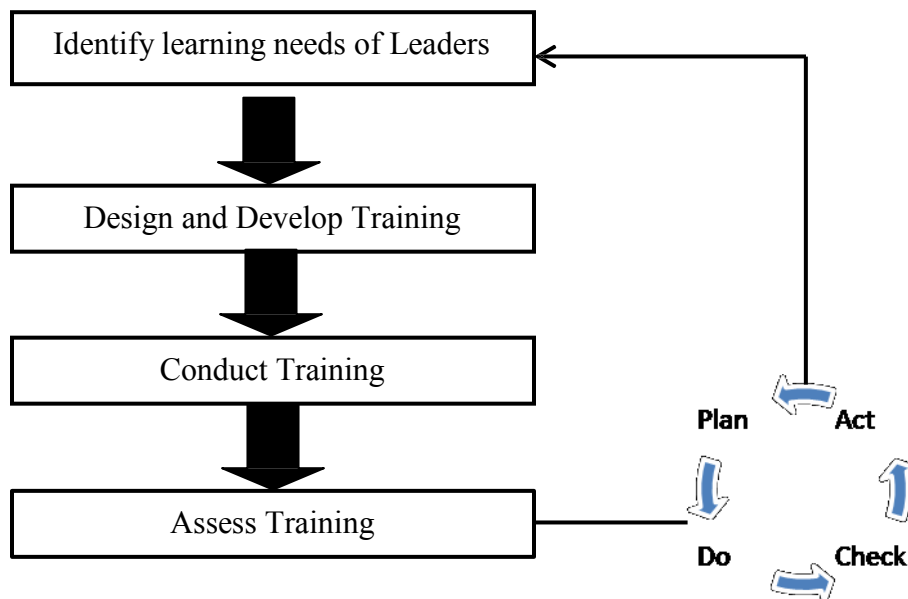 Identify learning needs of Leaders
Design and Develop Training
Conduct Training
Plan Act
Assess Training
Do Check